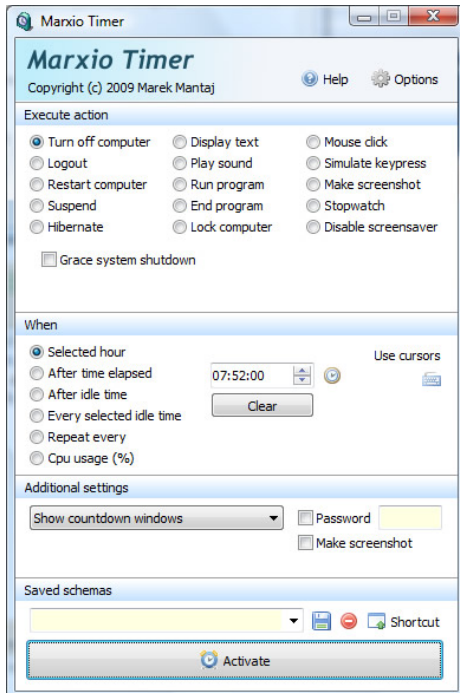 Marxio Timer
Marxio Timer
Copyright (c) 2009 Marek Mantaj
Help
Options
Execute action
Turn off computer Display text Mouse click
Logout Play sound Simulate keypress
Restart computer Run program Make screenshot
Suspend End program Stopwatch
Hibernate Lock computer Disable screensaver
Grace system shutdown
When
Selected hour
Use cursors
After time elapsed 07:52:00
After idle time
Clear
Every selected idle time
Repeat every
Cpu usage (%)
Additional settings
Show countdown windows Password
Make screenshot
Saved schemas
Shortcut
Activate